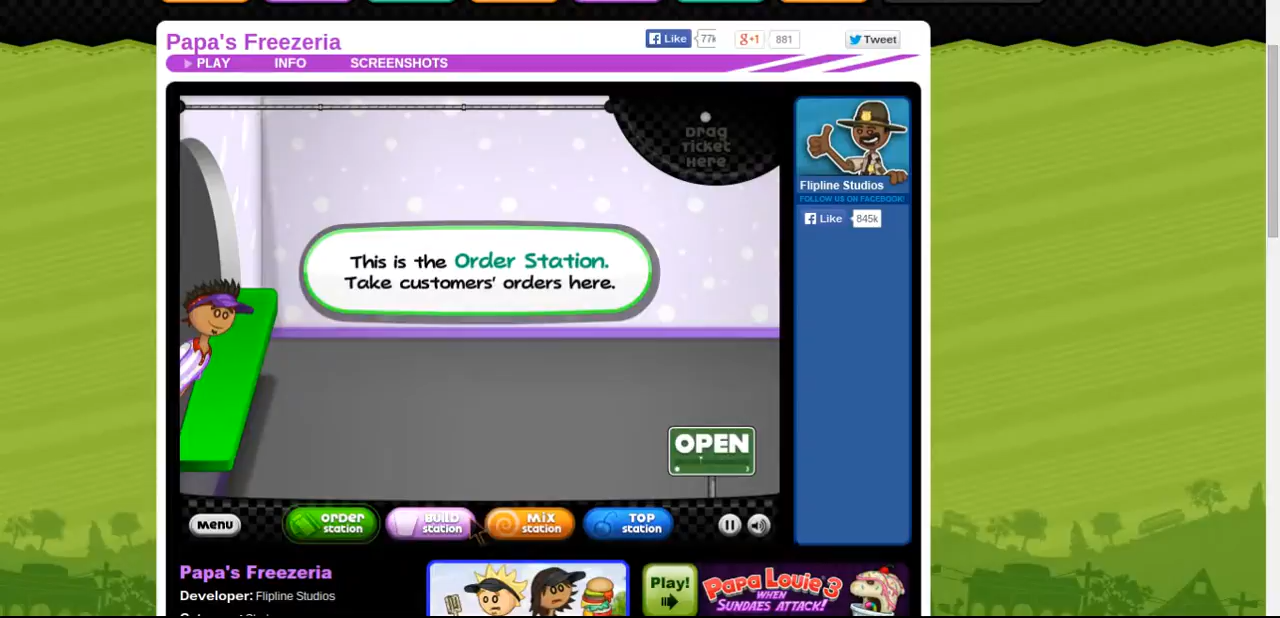 Papa's Freezeria
Like 77k
g+1 881
Tweet
PLAY INFO SCREENSHOTS
Drag
Ticket
Here
Flipline Studios
FOLLOW US ON FACEBOOK!
Like 845k
This is the Order Station.
Take customers' orders here.
OPEN
menu
Order station
BUILD station
Mix station
TOP station
Papa's Freezeria
Developer: Flipline Studios
Play!
Papa Louie 3
WHEN
SUNDAES ATTACK!